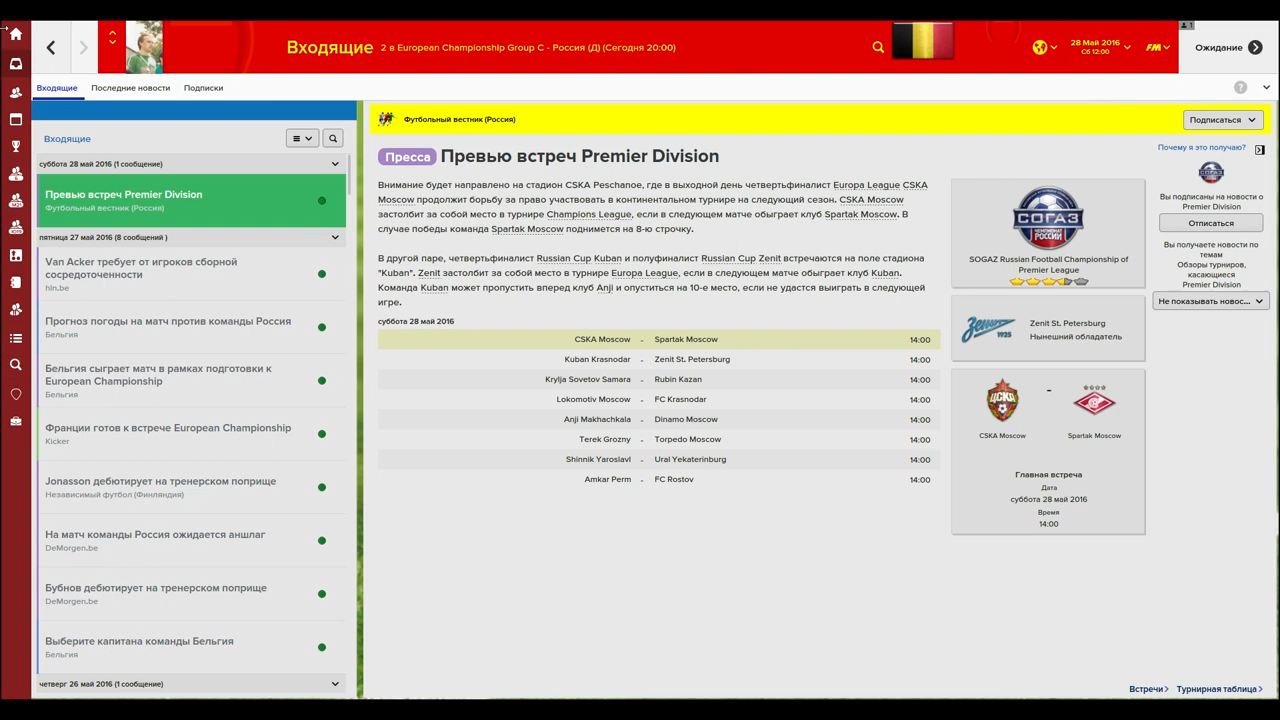 Входящие
2 в European Championship Group C - Россия (Д) (Сегодня 20:00)
28 Май 2016
Сб 12:00
FM
1
Ожидание
Входящие
Последние новости
Подписки
?
Входящие
суббота 28 май 2016 (1 сообщение)
Превью встреч Premier Division
Футбольный вестник (Россия)
пятница 27 май 2016 (8 сообщений )
Van Acker требует от игроков сборной
сосредоточенности
hln.be
Прогноз погоды на матч против команды Россия
Бельгия
Бельгия сыграет матч в рамках подготовки к
European Championship
Бельгия
Франции готов к встрече European Championship
Kicker
Jonasson дебютирует на тренерском поприще
Независимый футбол (Финляндия)
На матч команды Россия ожидается аншлаг
DeMorgen.be
Бубнов дебютирует на тренерском поприще
DeMorgen.be
Выберите капитана команды Бельгия
Бельгия
четверг 26 май 2016 (1 сообщение)
Футбольный вестник (Россия)
Подписаться
Пресса Превью встреч Premier Division
Внимание будет направлено на стадион CSKA Peschanoe, где в выходной день четвертьфиналист Europa League CSKA
Moscow продолжит борьбу за право участвовать в континентальном турнире на следующий сезон. CSKA Moscow
застолбит за собой место в турнире Champions League, если в следующем матче обыграет клуб Spartak Moscow. В
случае победы команда Spartak Moscow поднимется на 8-ю строчку.
В другой паре, четвертьфиналист Russian Cup Kuban и полуфиналист Russian Cup Zenit встречаются на поле стадиона
"Kuban". Zenit застолбит за собой место в турнире Europa League, если в следующем матче обыграет клуб Kuban.
Команда Kuban может пропустить вперед клуб Anji и опуститься на 10-е место, если не удастся выиграть в следующей
игре.
суббота 28 май 2016
CSKA Moscow - Spartak Moscow 14:00
Kuban Krasnodar - Zenit St. Petersburg 14:00
Krylja Sovetov Samara - Rubin Kazan 14:00
Lokomotiv Moscow - FC Krasnodar 14:00
Anji Makhachkala - Dinamo Moscow 14:00
Terek Grozny - Torpedo Moscow 14:00
Shinnik Yaroslavl - Ural Yekaterinburg 14:00
Amkar Perm - FC Rostov 14:00
СОГАЗ
ЧЕМПИОНАТ
РОССИИ
SOGAZ Russian Football Championship of
Premier League
Зенит
1925
Zenit St. Petersburg
Нынешний обладатель
ЦСКА
-
CSKA Moscow
Spartak Moscow
Главная встреча
Дата
суббота 28 май 2016
Время
14:00
Почему я это получаю?
СОГАЗ
Вы подписаны на новости о
Premier Division
Отписаться
Вы получаете новости по
темам
Обзоры турниров,
касающиеся
Premier Division
Не показывать новос...
Встречи
Турнирная таблица